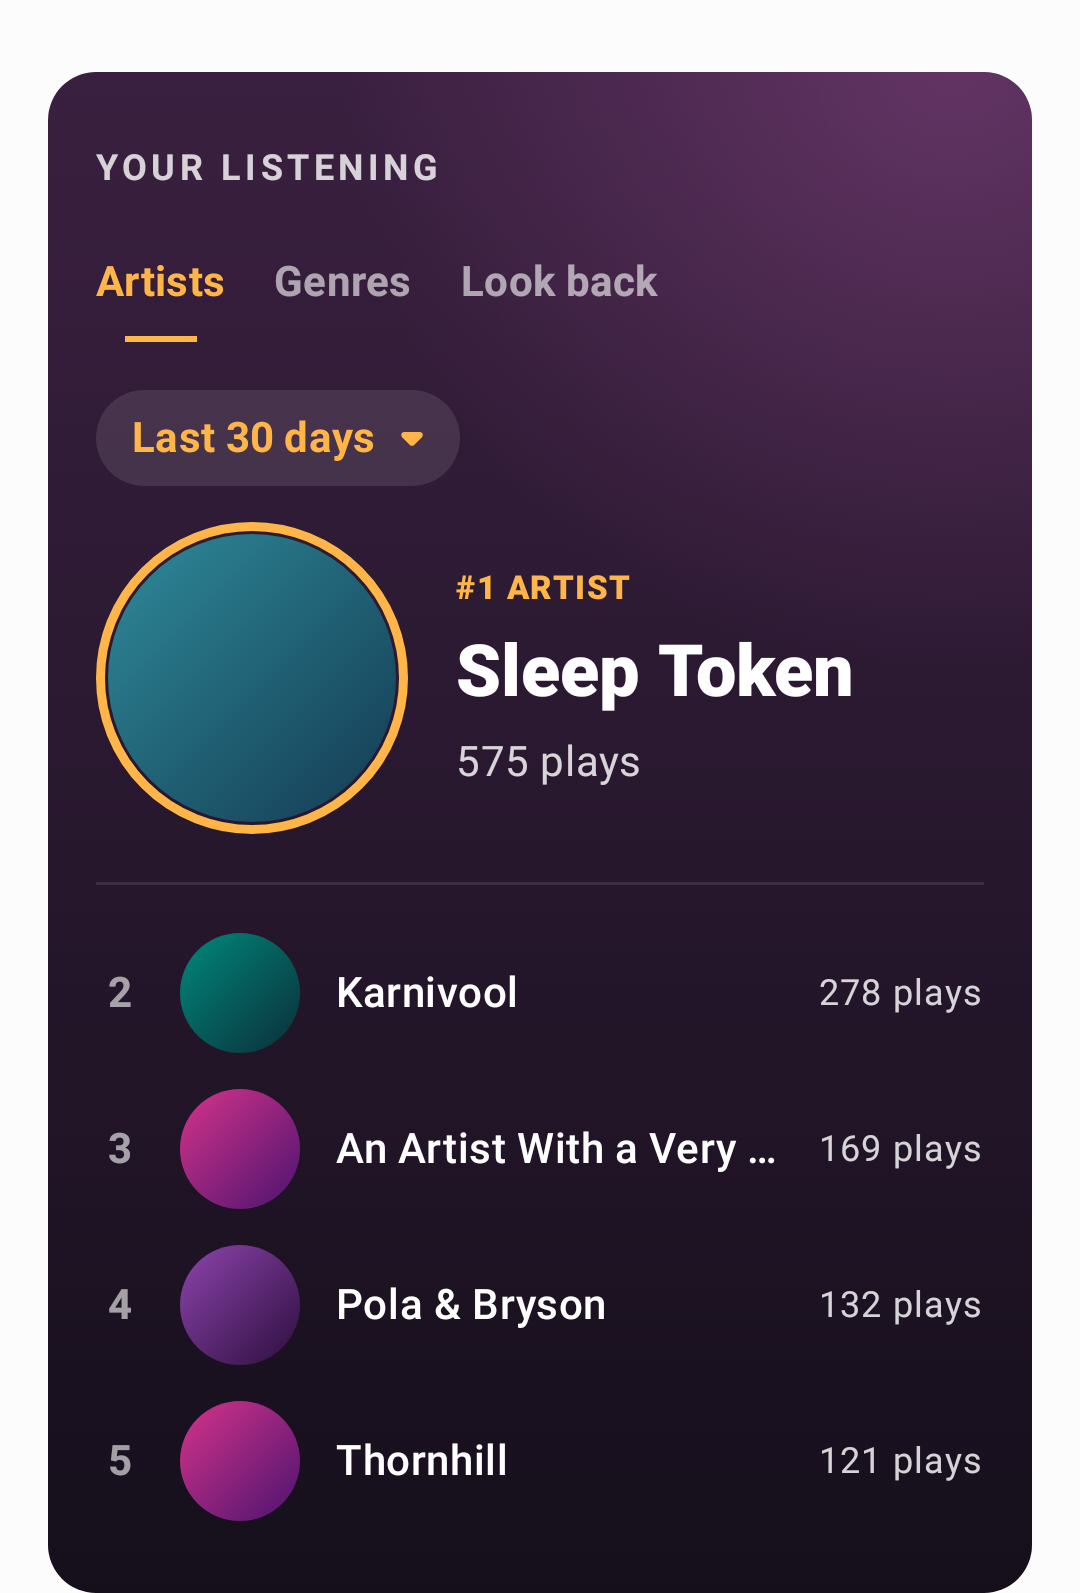 YOUR LISTENING
Artists Genres Look back
Last 30 days
#1 ARTIST
Sleep Token
575 plays
2 Karnivool 278 plays
3 An Artist With a Very … 169 plays
4 Pola & Bryson 132 plays
5 Thornhill 121 plays